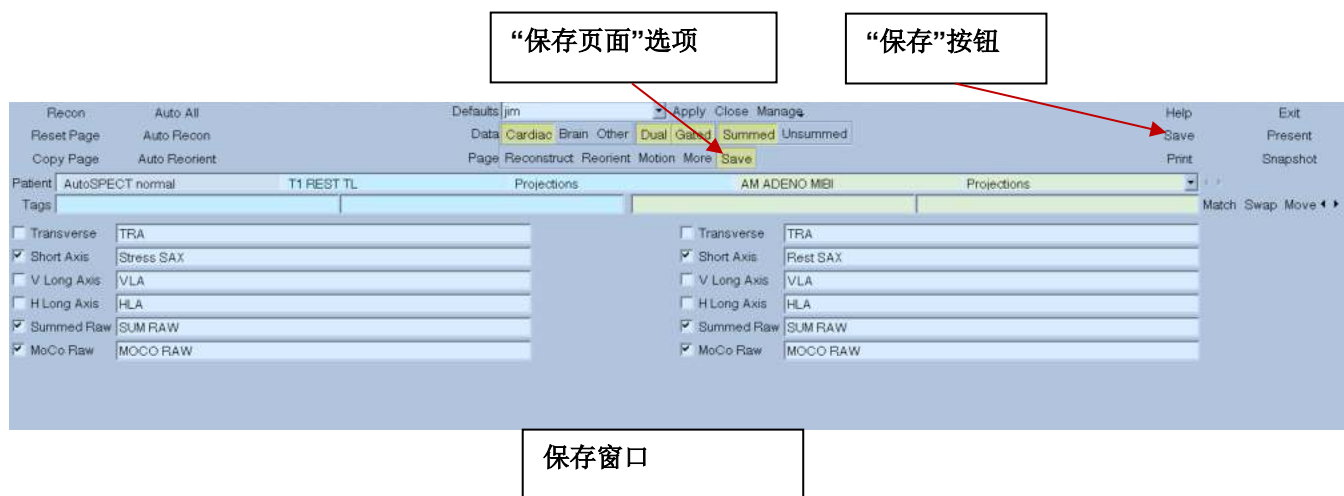 “保存页面”选项
“保存”按钮
Recon Auto All Defaults jim Apply Close Manage Help Exit
Reset Page Auto Recon Data Cardiac Brain Other Dual Gated Summed Unsummed Save Present
Copy Page Auto Reorient Page Reconstruct Reorient Motion More Save Print Snapshot
Patient AutoSPECT normal T1 REST TL Projections AM ADENO MIBI Projections
Tags Match Swap Move
Transverse TRA Transverse TRA
Short Axis Stress SAX Short Axis Rest SAX
V Long Axis VLA V Long Axis VLA
H Long Axis HLA H Long Axis HLA
Summed Raw SUM RAW Summed Raw SUM RAW
MoCo Raw MOCO RAW MoCo Raw MOCO RAW
保存窗口